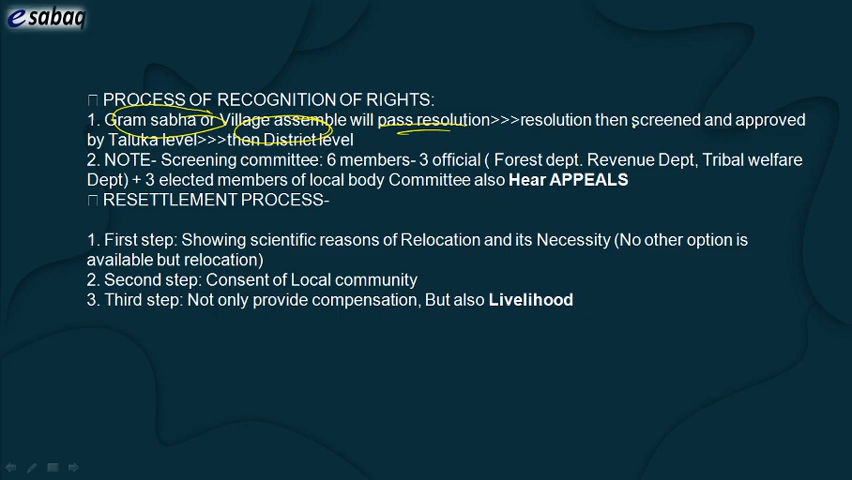 esabaq
PROCESS OF RECOGNITION OF RIGHTS:
1. Gram sabha or Village assemble will pass resolution>>>resolution then screened and approved
by Taluka level>>>then District level
2. NOTE- Screening committee: 6 members- 3 official ( Forest dept. Revenue Dept, Tribal welfare
Dept) + 3 elected members of local body Committee also Hear APPEALS
RESETTLEMENT PROCESS-
1. First step: Showing scientific reasons of Relocation and its Necessity (No other option is
available but relocation)
2. Second step: Consent of Local community
3. Third step: Not only provide compensation, But also Livelihood